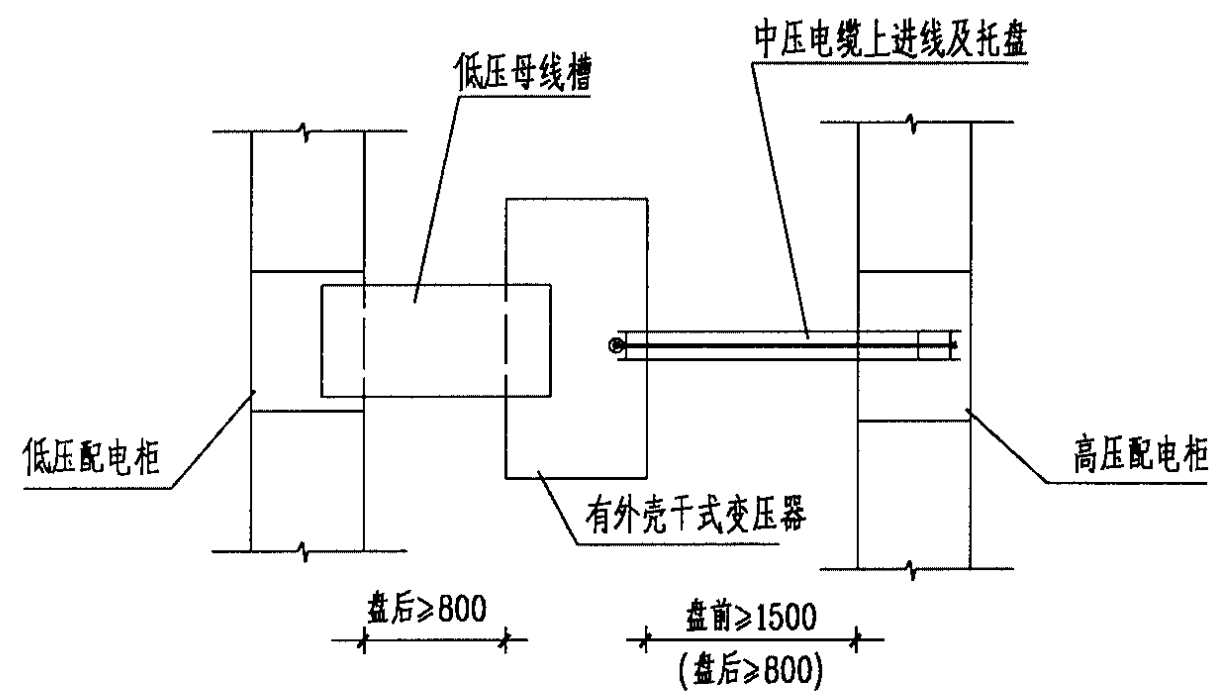 中压电缆上进线及托盘
低压母线槽
低压配电柜
高压配电柜
有外壳干式变压器
盘后≥800
盘前≥1500
(盘后≥800)